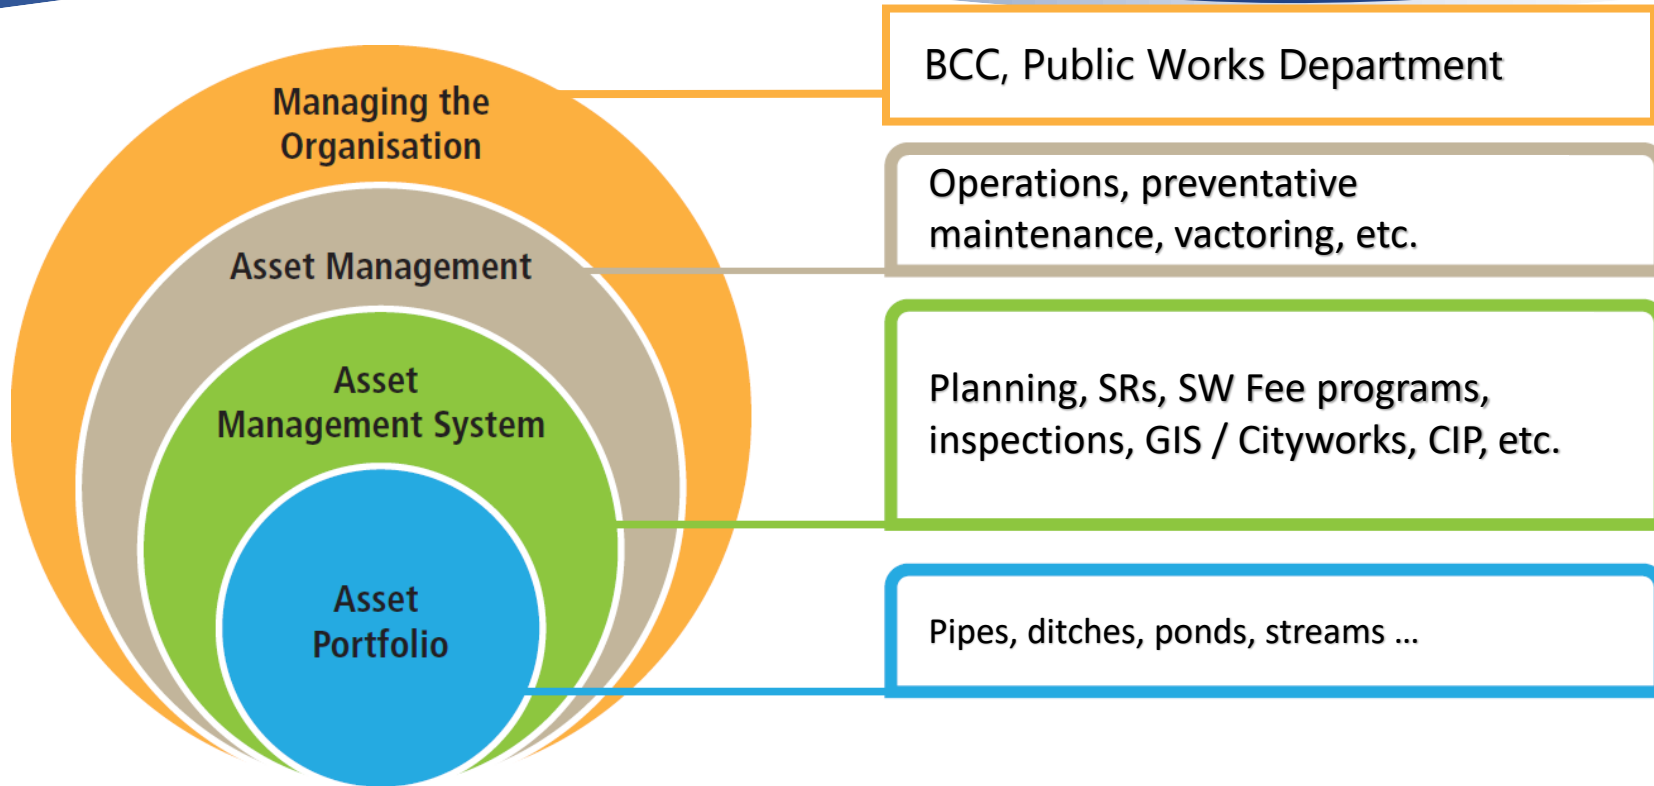 Managing the
Organisation
Asset Management
Asset
Management System
Asset
Portfolio
BCC, Public Works Department
Operations, preventative
maintenance, vactoring, etc.
Planning, SRs, SW Fee programs,
inspections, GIS / Cityworks, CIP, etc.
Pipes, ditches, ponds, streams ...